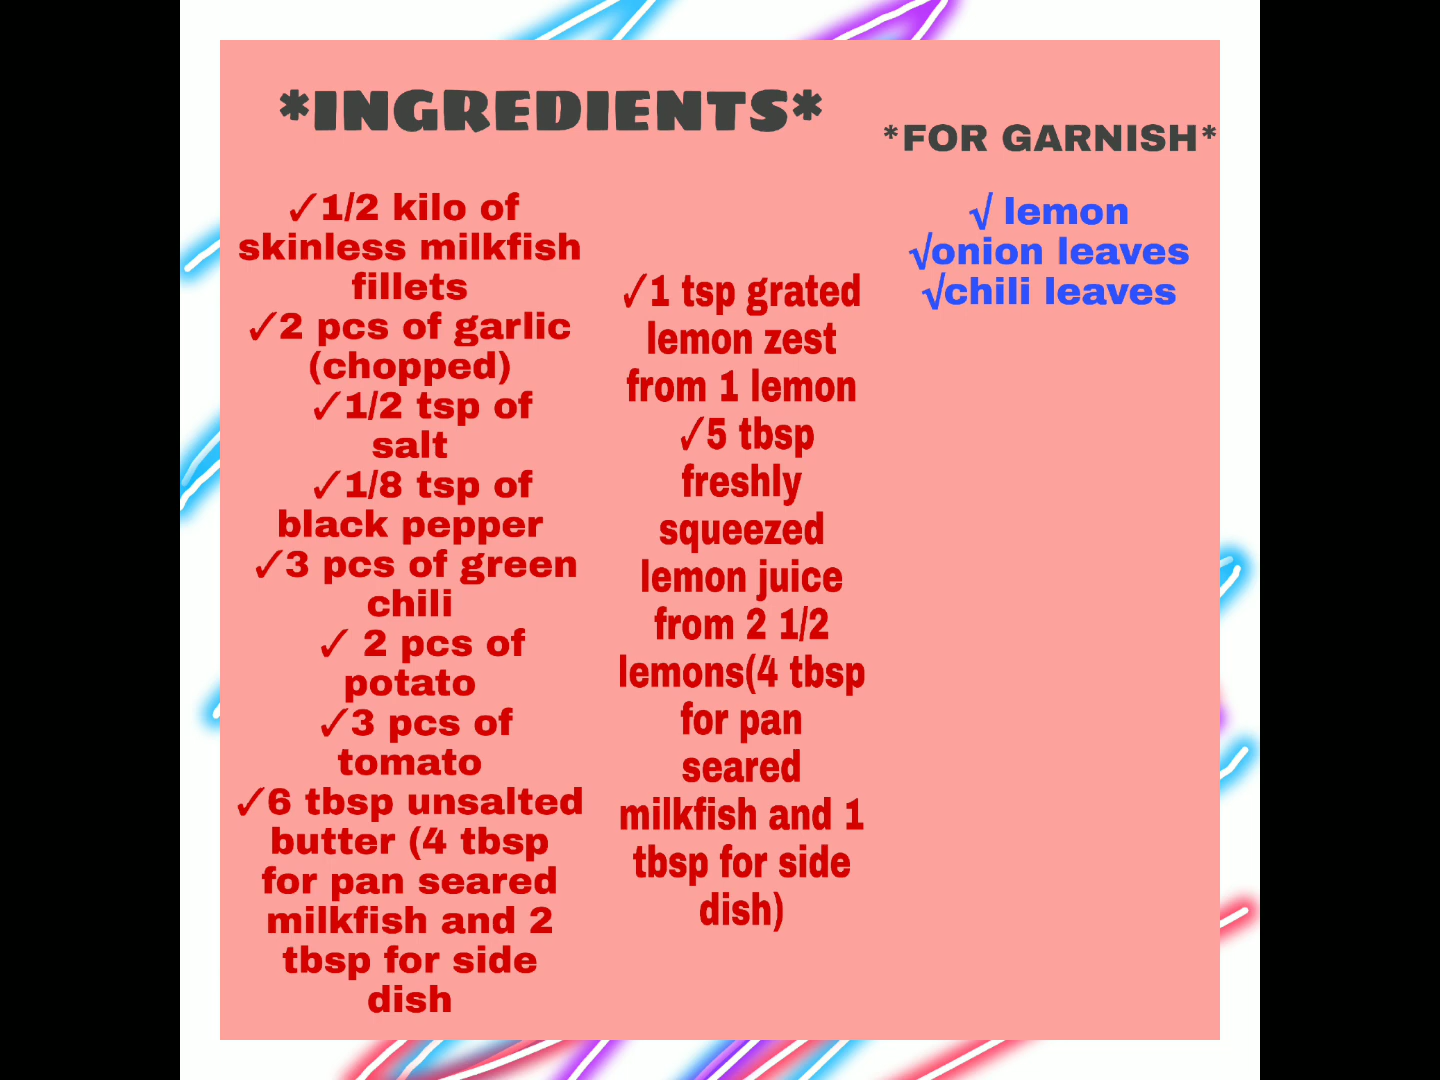 *INGREDIENTS*
✓1/2 kilo of
skinless milkfish
fillets
✓2 pcs of garlic
(chopped)
✓1/2 tsp of
salt
✓1/8 tsp of
black pepper
✓3 pcs of green
chili
✓ 2 pcs of
potato
✓3 pcs of
tomato
✓6 tbsp unsalted
butter (4 tbsp
for pan seared
milkfish and 2
tbsp for side
dish
✓1 tsp grated
lemon zest
from 1 lemon
✓5 tbsp
freshly
squeezed
lemon juice
from 2 1/2
lemons(4 tbsp
for pan
seared
milkfish and 1
tbsp for side
dish)
*FOR GARNISH*
√ lemon
√onion leaves
√chili leaves